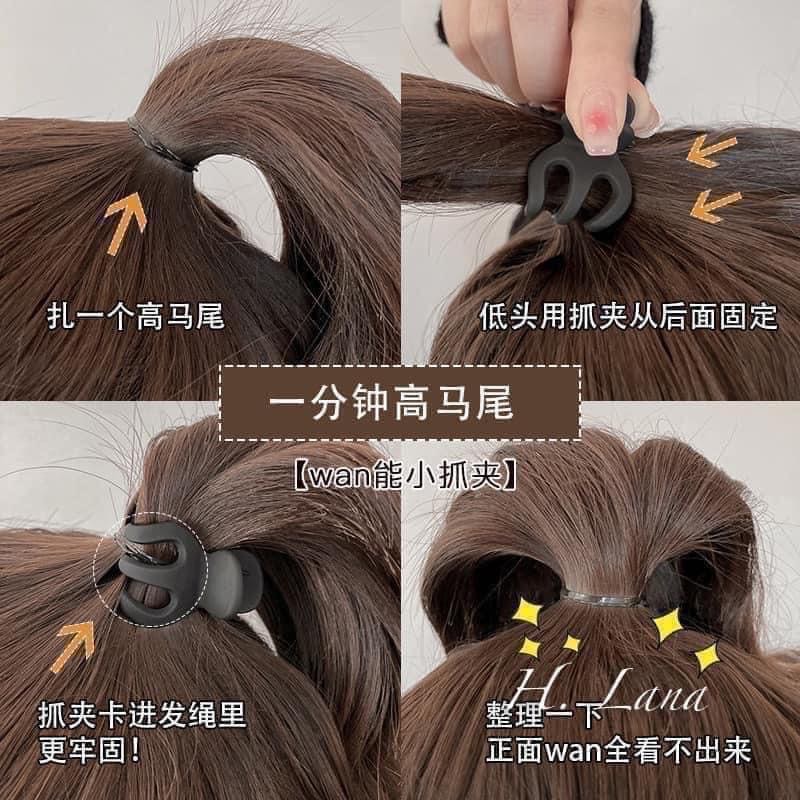 扎一个高马尾
低头用抓夹从后面固定
一分钟高马尾
【wan能小抓夹】
抓夹卡进发绳里
更牢固！
H. Lana
整理一下
正面wan全看不出来